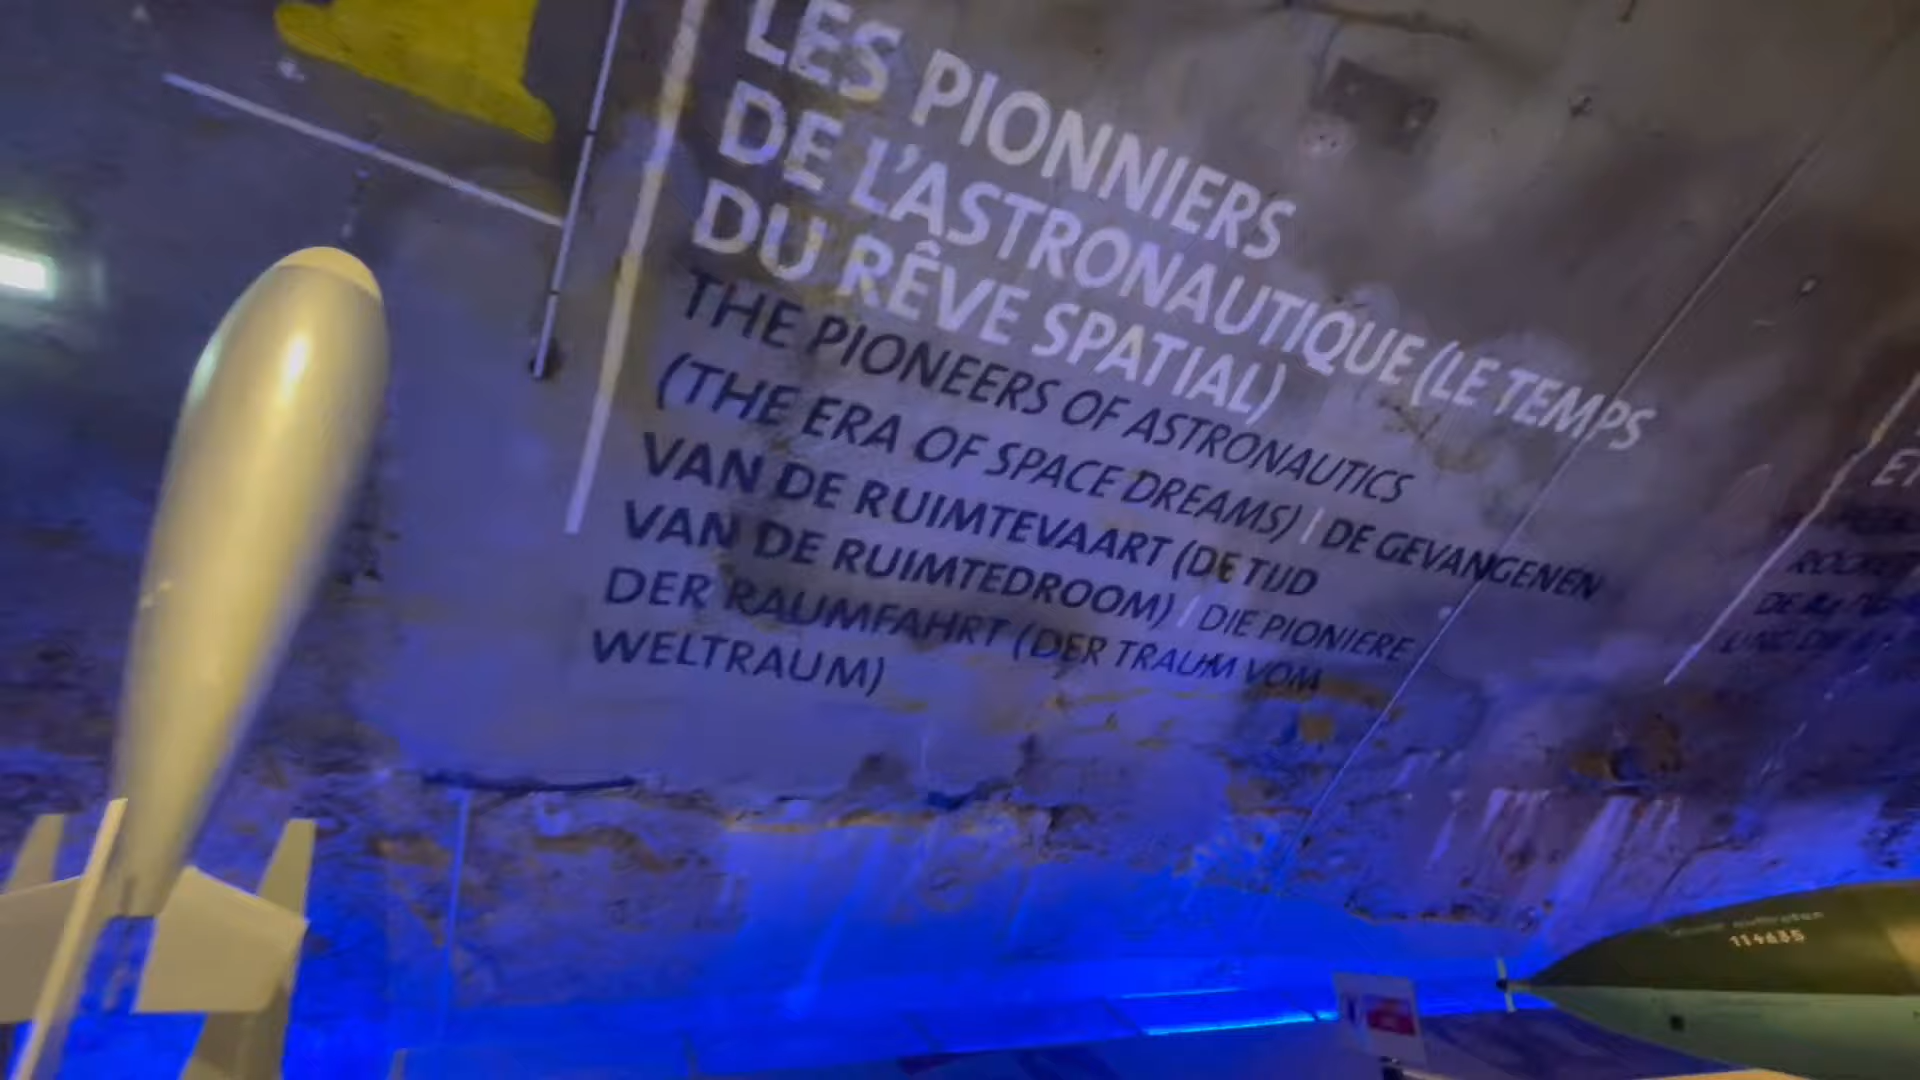 LES PIONNIERS
DE L'ASTRONAUTIQUE (LE TEMPS
DU RÊVE SPATIAL)
THE PIONEERS OF ASTRONAUTICS
(THE ERA OF SPACE DREAMS) | DE GEVANGENEN
VAN DE RUIMTEVAART (DE TIJD
VAN DE RUIMTEDROOM) / DIE PIONIERE
DER RAUMFAHRT (DER TRAUM VOM
WELTRAUM)
114635